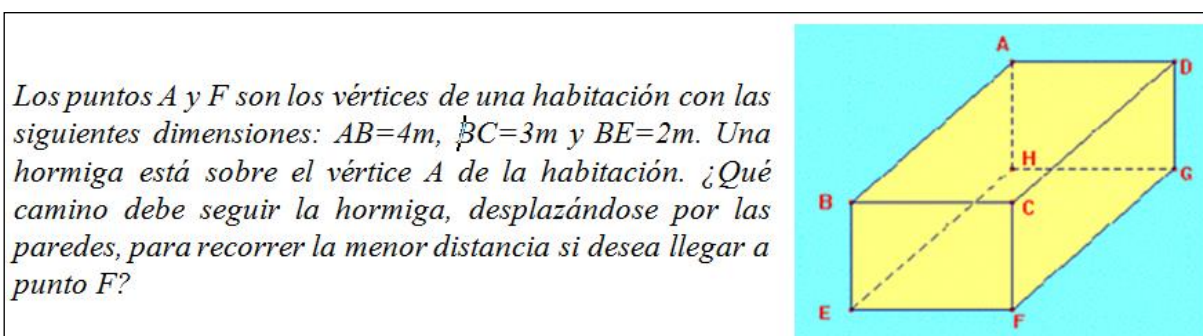 Los puntos A y F son los vértices de una habitación con las
siguientes dimensiones: AB=4m, BC=3m y BE=2m. Una
hormiga está sobre el vértice A de la habitación. ¿Qué
camino debe seguir la hormiga, desplazándose por las
paredes, para recorrer la menor distancia si desea llegar a
punto F?
A
D
H
G
B
C
E
F